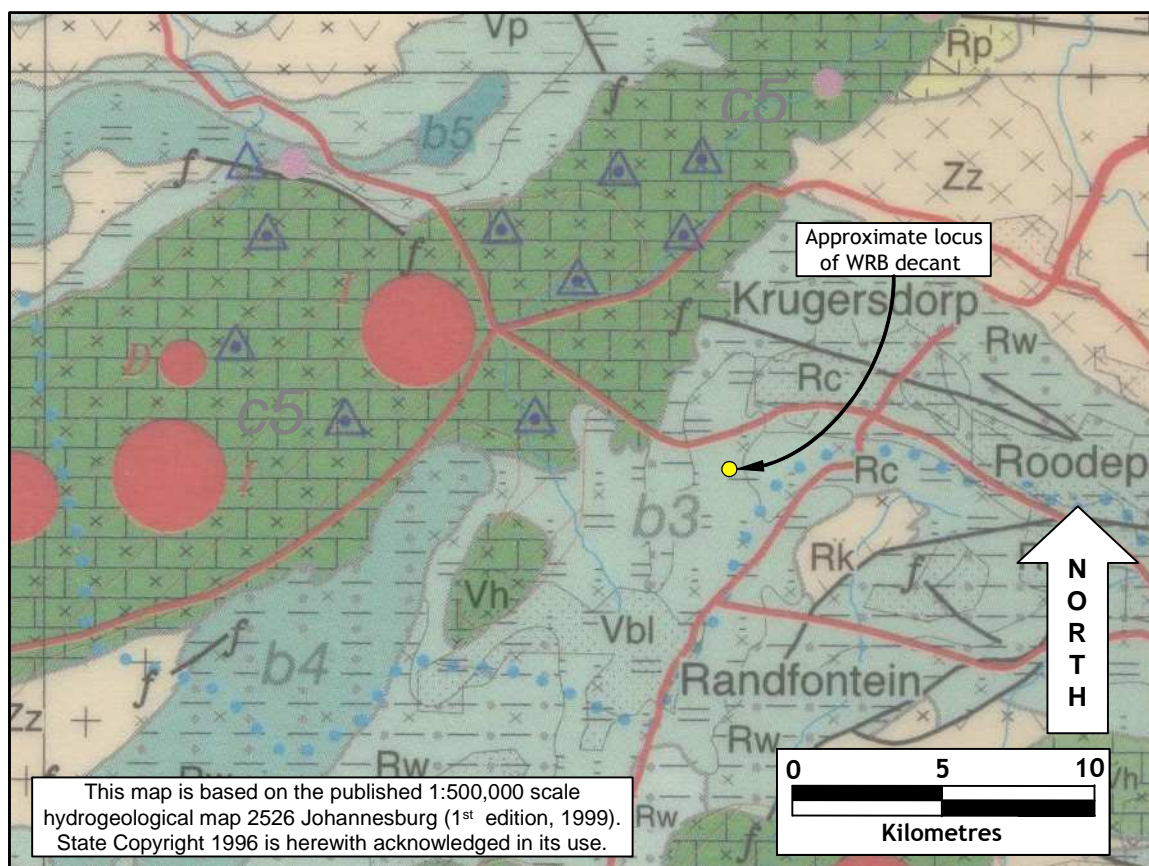 Vp
Rp
c5
f
b5
f
Zz
Approximate locus
of WRB decant
f
I
f
Krugersdorp
Rw
D
Rc
c5
I
Rc
Roodep
b3
Rk
f
Vh
Vbl
NORTH
b4
f
Randfontein
Zz
Rw
Rw
Rw
f
Rw
Vh
0 5 10
Kilometres
This map is based on the published 1:500,000 scale
hydrogeological map 2526 Johannesburg (1st edition, 1999).
State Copyright 1996 is herewith acknowledged in its use.